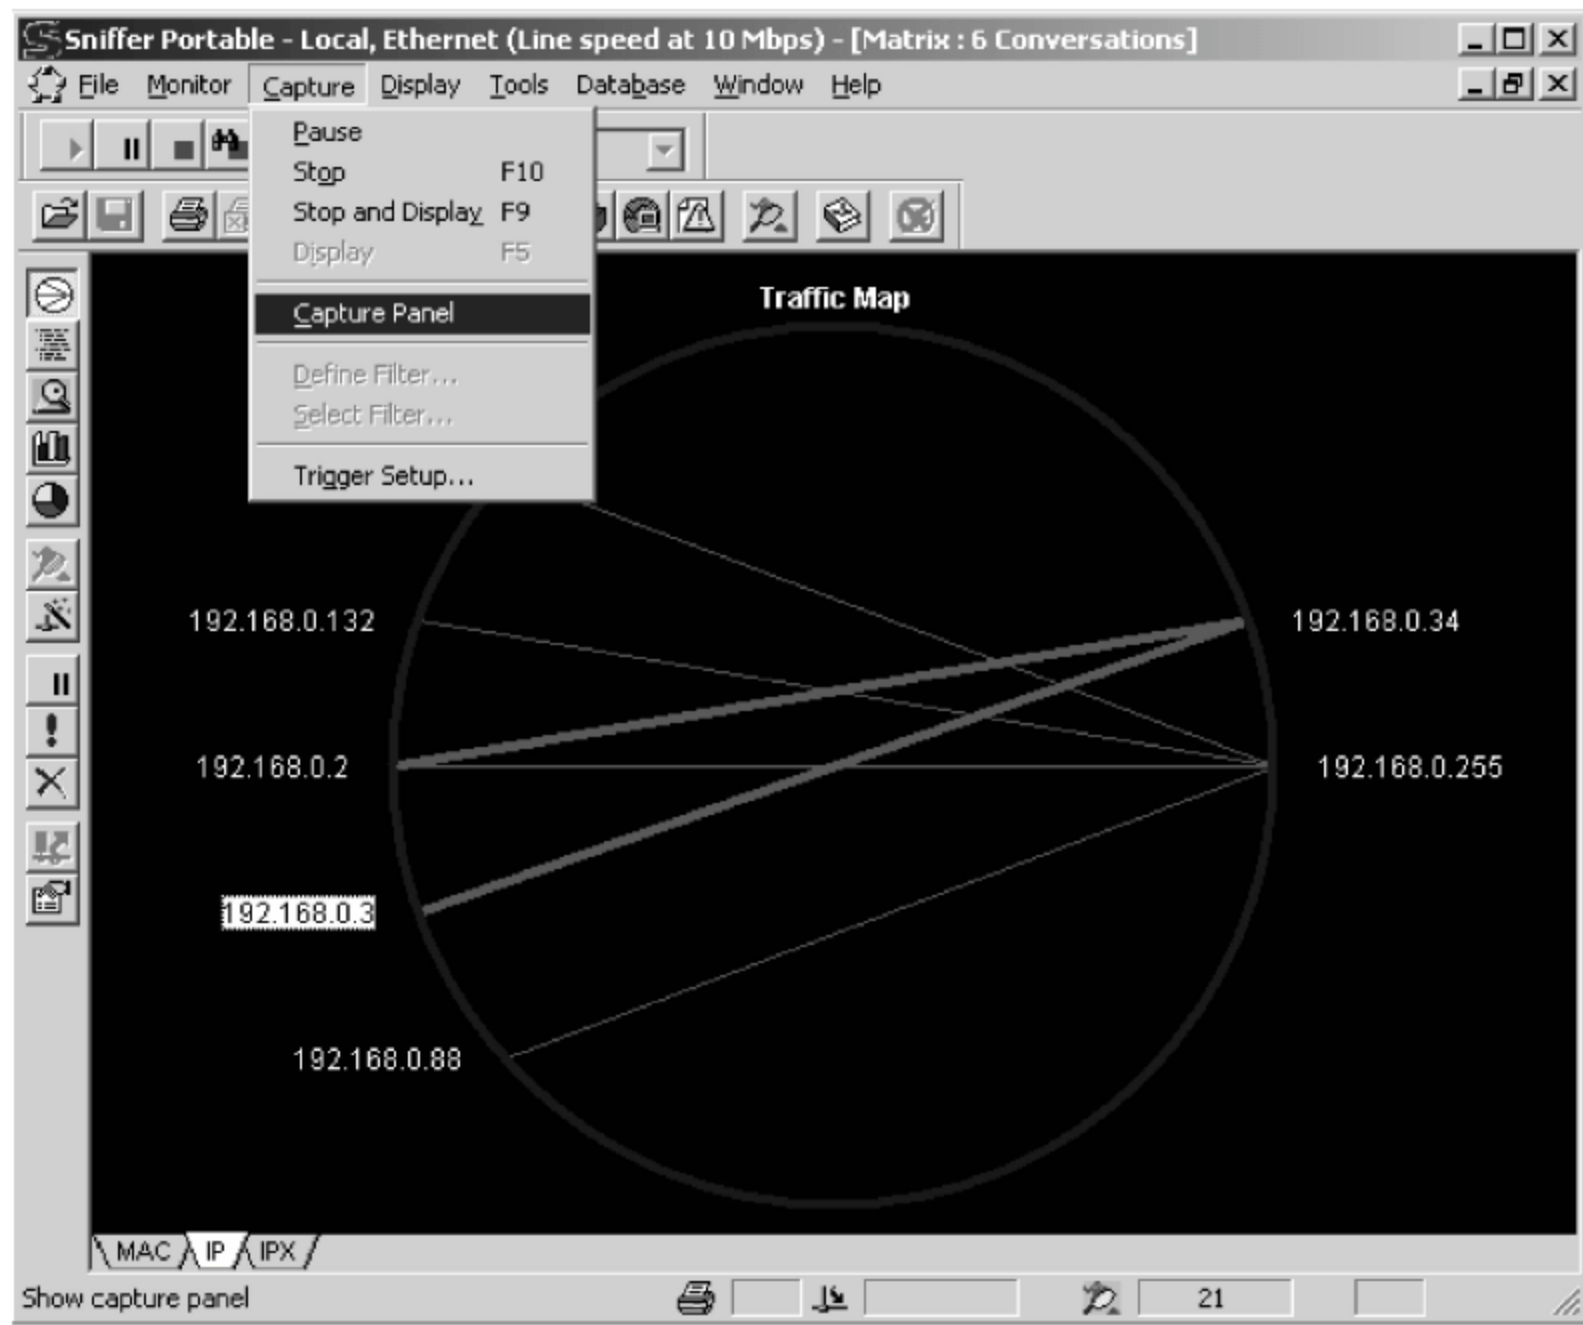 Sniffer Portable - Local, Ethernet (Line speed at 10 Mbps) - [Matrix : 6 Conversations]
File Monitor Capture Display Tools Database Window Help
Pause
Stop F10
Stop and Display F9
Display F5
Capture Panel
Define Filter...
Select Filter...
Trigger Setup...
Traffic Map
192.168.0.132
192.168.0.34
192.168.0.2
192.168.0.255
192.168.0.3
192.168.0.88
MAC IP IPX
Show capture panel 21